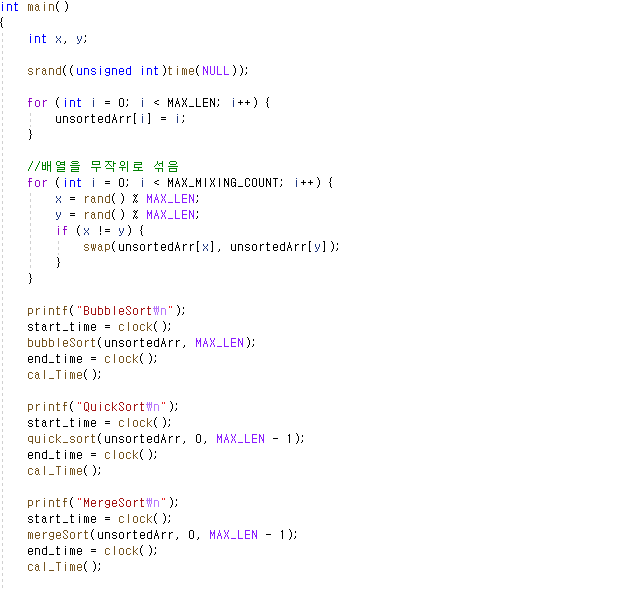 int main()
{
int x, y;
srand((unsigned int)time(NULL));
for (int i = 0; i < MAX_LEN; i++) {
unsortedArr[i] = i;
}
//배열을 무작위로 섞음
for (int i = 0; i < MAX_MIXING_COUNT; i++) {
x = rand() % MAX_LEN;
y = rand() % MAX_LEN;
if (x != y) {
swap(unsortedArr[x], unsortedArr[y]);
}
}
printf("BubbleSort₩n");
start_time = clock();
bubbleSort(unsortedArr, MAX_LEN);
end_time = clock();
cal_Time();
printf("QuickSort₩n");
start_time = clock();
quick_sort(unsortedArr, 0, MAX_LEN - 1);
end_time = clock();
cal_Time();
printf("MergeSort₩n");
start_time = clock();
mergeSort(unsortedArr, 0, MAX_LEN - 1);
end_time = clock();
cal_Time();